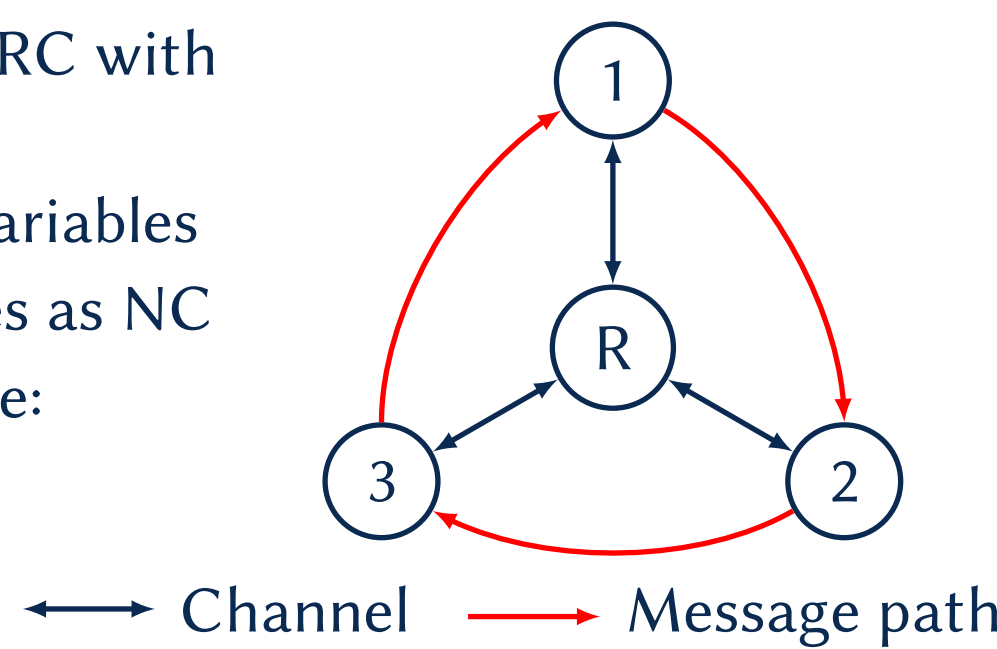 RC with
1
ariables
es as NC
R
e:
3
2
Channel
Message path